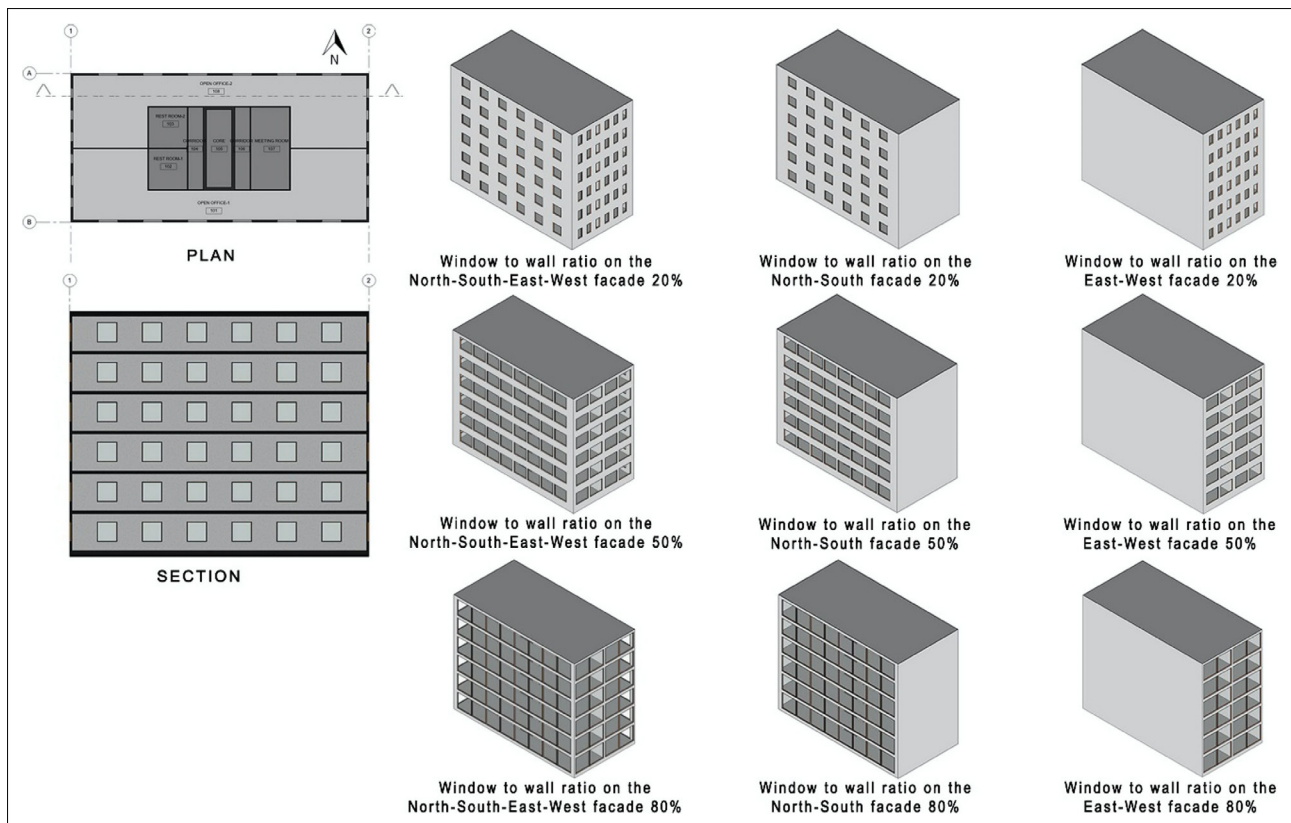 1
2
N
A
OPEN OFFICE-2
108
REST ROOM-2
103
CORE
MEETING ROOM
107
REST ROOM-1
102
OPEN OFFICE-1
101
B
PLAN
1
2
SECTION
Window to wall ratio on the
North-South-East-West facade 20%
Window to wall ratio on the
North-South facade 20%
Window to wall ratio on the
East-West facade 20%
Window to wall ratio on the
North-South-East-West facade 50%
Window to wall ratio on the
North-South facade 50%
Window to wall ratio on the
East-West facade 50%
Window to wall ratio on the
North-South-East-West facade 80%
Window to wall ratio on the
North-South facade 80%
Window to wall ratio on the
East-West facade 80%